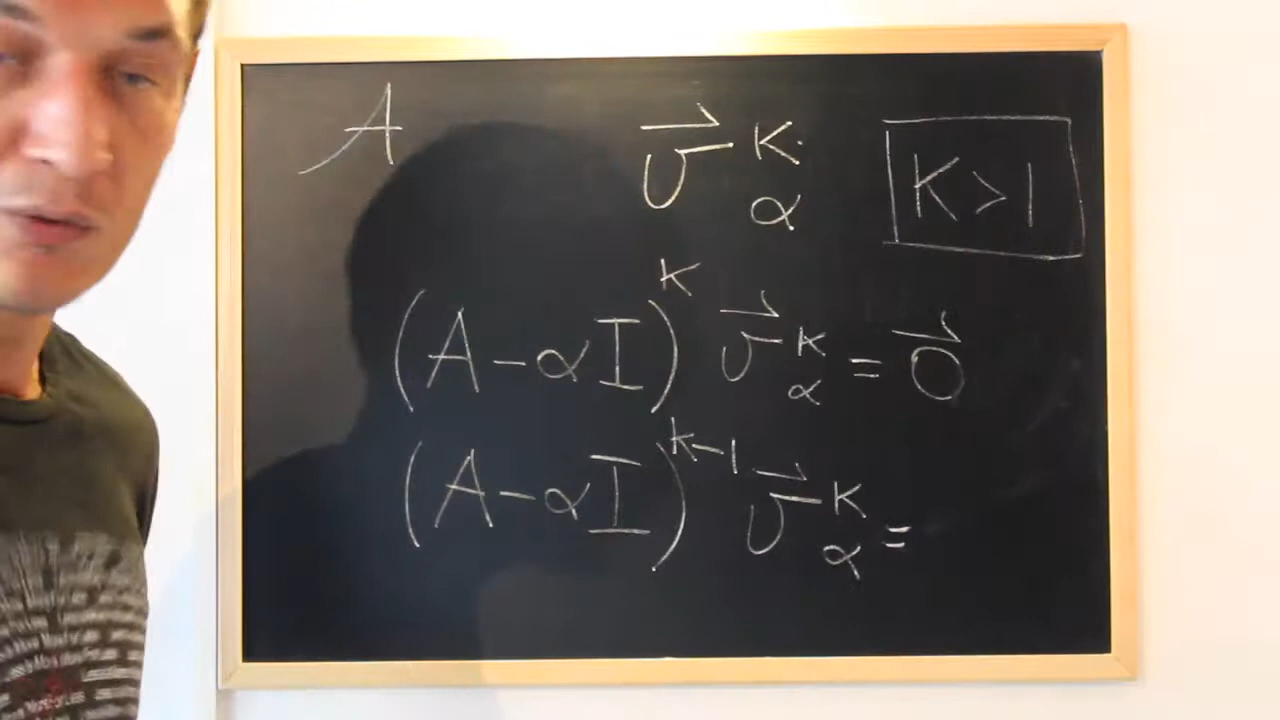 A v⃗ᵏ_α K>1
(A-αI)ᵏ v⃗ᵏ_α = 0⃗
(A-αI)ᵏ⁻¹ v⃗ᵏ_α =